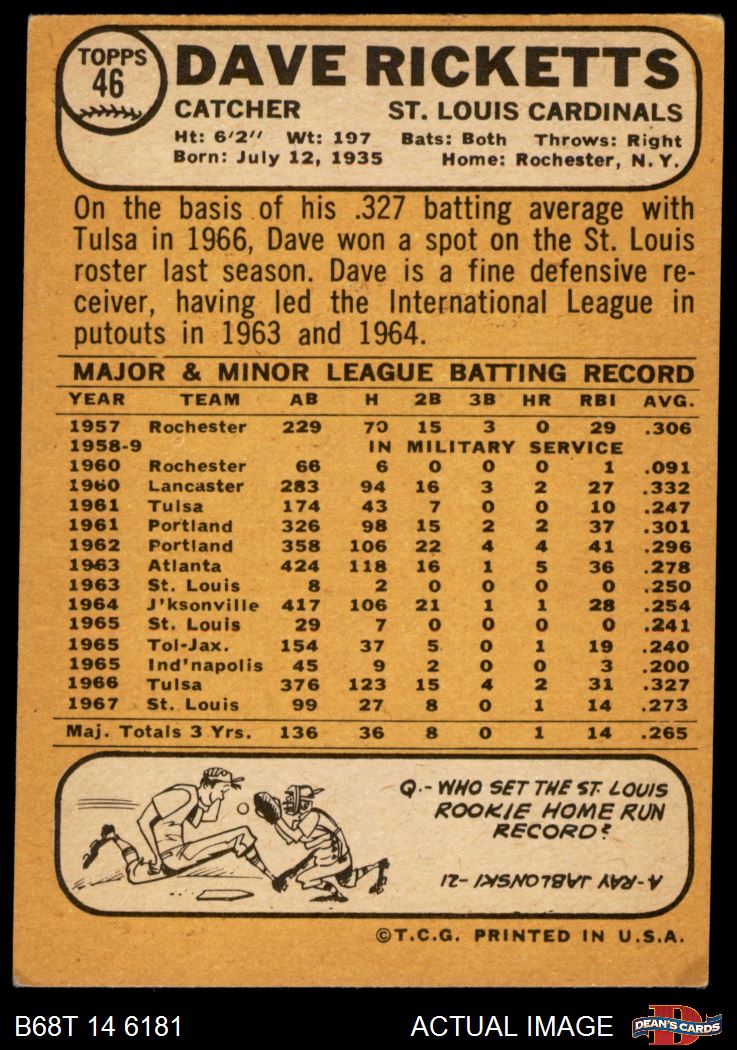 TOPPS
46
DAVE RICKETTS
CATCHER ST. LOUIS CARDINALS
Ht: 6'2" Wt: 197 Bats: Both Throws: Right
Born: July 12, 1935 Home: Rochester, N. Y.
On the basis of his .327 batting average with
Tulsa in 1966, Dave won a spot on the St. Louis
roster last season. Dave is a fine defensive re-
ceiver, having led the International League in
putouts in 1963 and 1964.
MAJOR & MINOR LEAGUE BATTING RECORD
YEAR TEAM AB H 2B 3B HR RBI AVG.
1957 Rochester 229 70 15 3 0 29 .306
1958-9 IN MILITARY SERVICE
1960 Rochester 66 6 0 0 0 1 .091
1960 Lancaster 283 94 16 3 2 27 .332
1961 Tulsa 174 43 7 0 0 10 .247
1961 Portland 326 98 15 2 2 37 .301
1962 Portland 358 106 22 4 4 41 .296
1963 Atlanta 424 118 16 1 5 36 .278
1963 St. Louis 8 2 0 0 0 0 .250
1964 J'ksonville 417 106 21 1 1 28 .254
1965 St. Louis 29 7 0 0 0 0 .241
1965 Tol-Jax. 154 37 5 0 1 19 .240
1965 Ind'napolis 45 9 2 0 0 3 .200
1966 Tulsa 376 123 15 4 2 31 .327
1967 St. Louis 99 27 8 0 1 14 .273
Maj. Totals 3 Yrs. 136 36 8 0 1 14 .265
Q.- WHO SET THE ST. LOUIS
ROOKIE HOME RUN
RECORD?
A-RAY JABLONSKI -21
©T.C.G. PRINTED IN U.S.A.
B68T 14 6181 ACTUAL IMAGE
D
DEAN'S CARDS